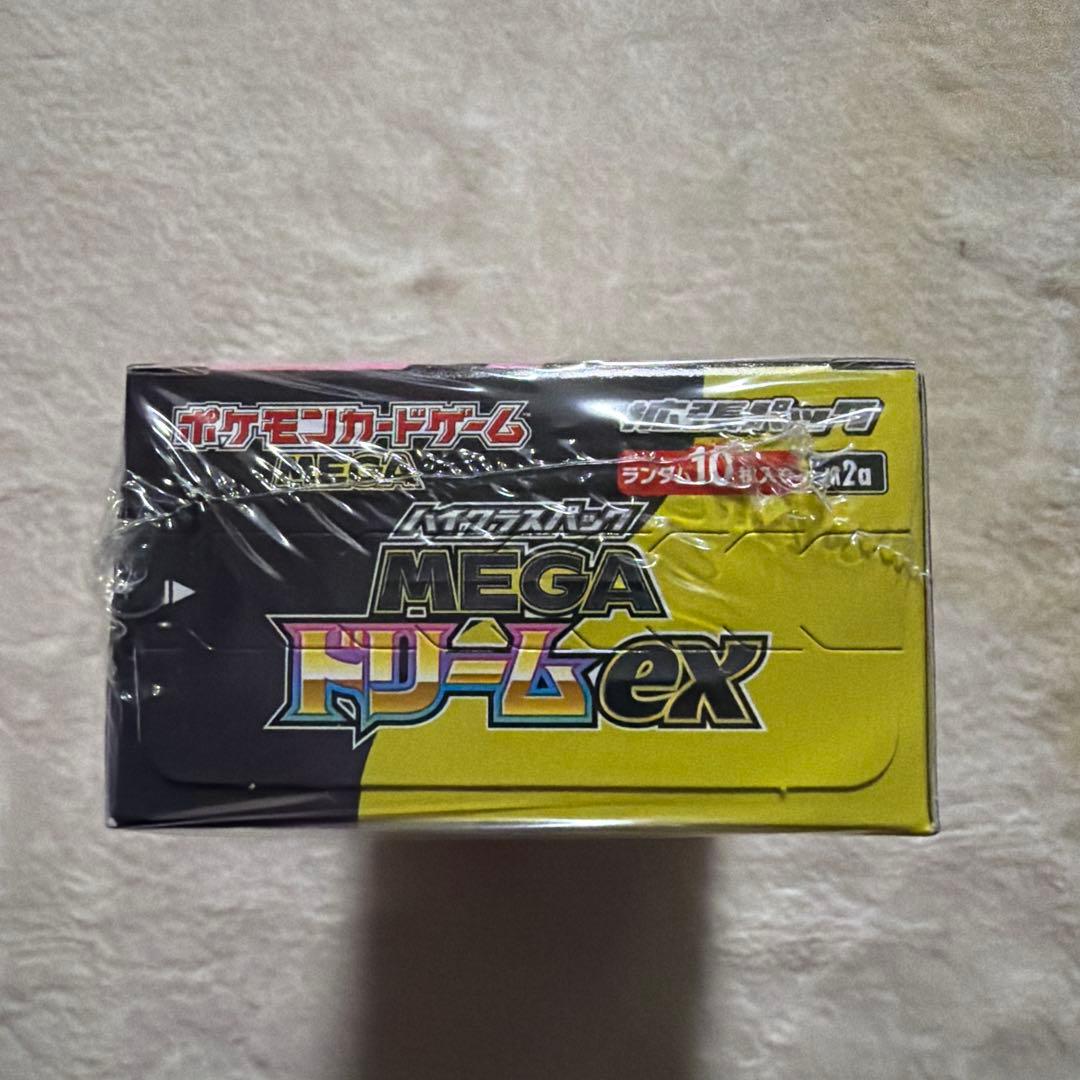 ポケモンカードゲーム
MEGA
拡張パック
ランダム10枚入り
M2a
ハイクラスパック
MEGA
ドリームex